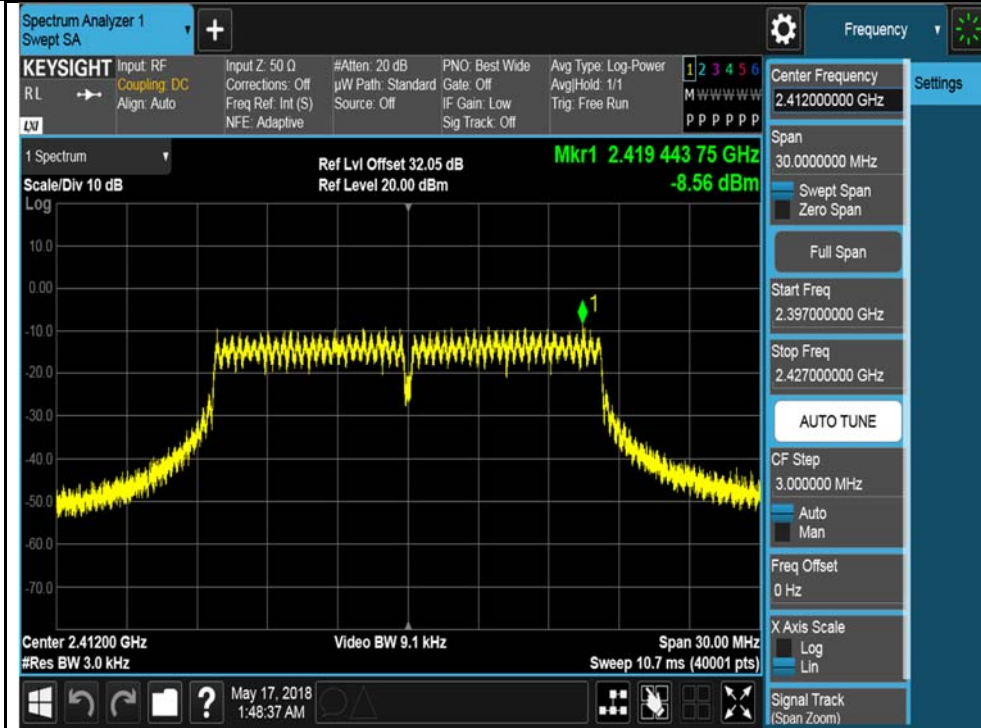 Spectrum Analyzer 1
Swept SA
+
Frequency
KEYSIGHT
RL
LXI
Input: RF
Coupling: DC
Align: Auto
Input Z: 50 Ω
Corrections: Off
Freq Ref: Int (S)
NFE: Adaptive
#Atten: 20 dB
µW Path: Standard
Source: Off
PNO: Best Wide
Gate: Off
IF Gain: Low
Sig Track: Off
Avg Type: Log-Power
Avg|Hold: 1/1
Trig: Free Run
1 2 3 4 5 6
M W W W W W
P P P P P P
1 Spectrum
Scale/Div 10 dB
Log
Ref Lvl Offset 32.05 dB
Ref Level 20.00 dBm
Mkr1 2.419 443 75 GHz
-8.56 dBm
10.0
0.00
-10.0
-20.0
-30.0
-40.0
-50.0
-60.0
-70.0
1
Center 2.41200 GHz
#Res BW 3.0 kHz
Video BW 9.1 kHz
Span 30.00 MHz
Sweep 10.7 ms (40001 pts)
?
May 17, 2018
1:48:37 AM
Center Frequency
2.412000000 GHz
Settings
Span
30.0000000 MHz
Swept Span
Zero Span
Full Span
Start Freq
2.397000000 GHz
Stop Freq
2.427000000 GHz
AUTO TUNE
CF Step
3.000000 MHz
Auto
Man
Freq Offset
0 Hz
X Axis Scale
Log
Lin
Signal Track
(Span Zoom)